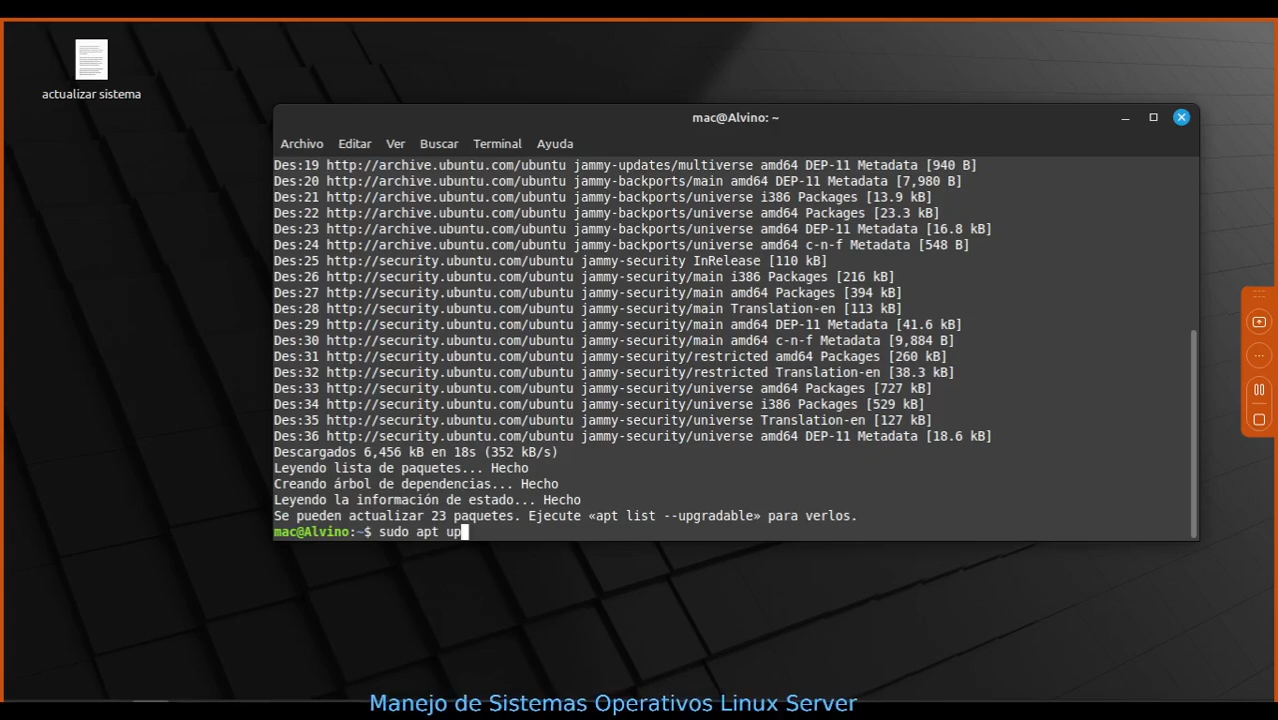 actualizar sistema
mac@Alvino: ~
Archivo Editar Ver Buscar Terminal Ayuda
Des:19 http://archive.ubuntu.com/ubuntu jammy-updates/multiverse amd64 DEP-11 Metadata [940 B]
Des:20 http://archive.ubuntu.com/ubuntu jammy-backports/main amd64 DEP-11 Metadata [7,980 B]
Des:21 http://archive.ubuntu.com/ubuntu jammy-backports/universe i386 Packages [13.9 kB]
Des:22 http://archive.ubuntu.com/ubuntu jammy-backports/universe amd64 Packages [23.3 kB]
Des:23 http://archive.ubuntu.com/ubuntu jammy-backports/universe amd64 DEP-11 Metadata [16.8 kB]
Des:24 http://archive.ubuntu.com/ubuntu jammy-backports/universe amd64 c-n-f Metadata [548 B]
Des:25 http://security.ubuntu.com/ubuntu jammy-security InRelease [110 kB]
Des:26 http://security.ubuntu.com/ubuntu jammy-security/main i386 Packages [216 kB]
Des:27 http://security.ubuntu.com/ubuntu jammy-security/main amd64 Packages [394 kB]
Des:28 http://security.ubuntu.com/ubuntu jammy-security/main Translation-en [113 kB]
Des:29 http://security.ubuntu.com/ubuntu jammy-security/main amd64 DEP-11 Metadata [41.6 kB]
Des:30 http://security.ubuntu.com/ubuntu jammy-security/main amd64 c-n-f Metadata [9,884 B]
Des:31 http://security.ubuntu.com/ubuntu jammy-security/restricted amd64 Packages [260 kB]
Des:32 http://security.ubuntu.com/ubuntu jammy-security/restricted Translation-en [38.3 kB]
Des:33 http://security.ubuntu.com/ubuntu jammy-security/universe amd64 Packages [727 kB]
Des:34 http://security.ubuntu.com/ubuntu jammy-security/universe i386 Packages [529 kB]
Des:35 http://security.ubuntu.com/ubuntu jammy-security/universe Translation-en [127 kB]
Des:36 http://security.ubuntu.com/ubuntu jammy-security/universe amd64 DEP-11 Metadata [18.6 kB]
Descargados 6,456 kB en 18s (352 kB/s)
Leyendo lista de paquetes... Hecho
Creando árbol de dependencias... Hecho
Leyendo la información de estado... Hecho
Se pueden actualizar 23 paquetes. Ejecute «apt list --upgradable» para verlos.
mac@Alvino:~$ sudo apt up
Manejo de Sistemas Operativos Linux Server